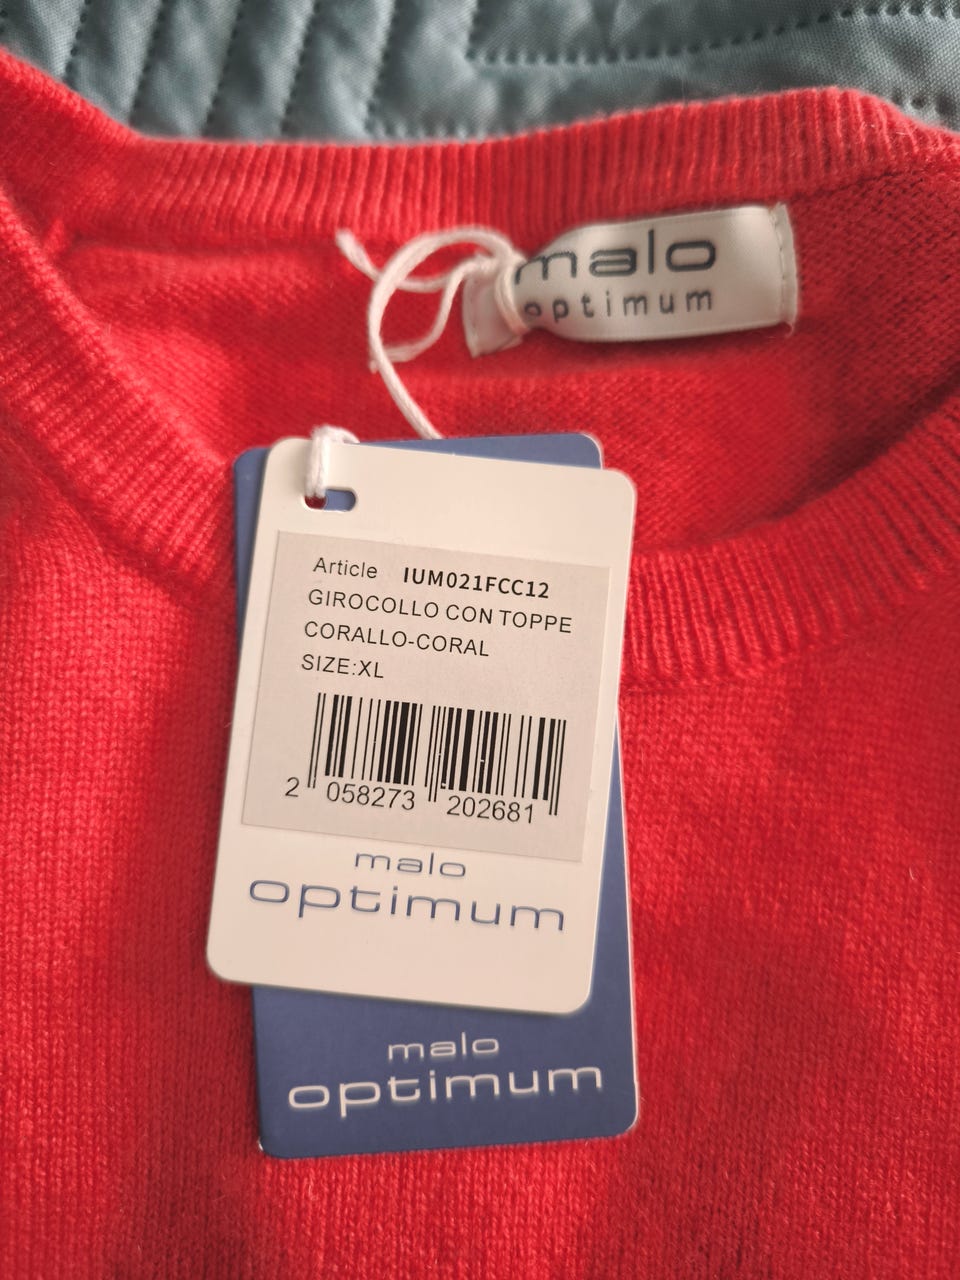 malo
optimum
Article IUM021FCC12
GIROCOLLO CON TOPPE
CORALLO-CORAL
SIZE:XL
2 058273 202681
malo
optimum
malo
optimum